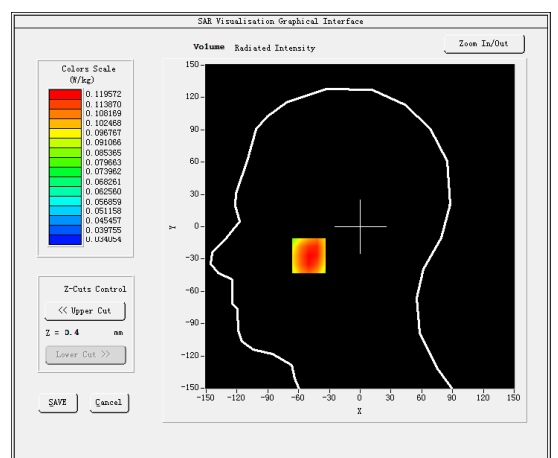 SAR Visualisation Graphical Interface
Volume Radiated Intensity
Zoom In/Out
Colors Scale
(W/kg)
0.119572
0.113870
0.108169
0.102468
0.096767
0.091066
0.085365
0.079663
0.073962
0.068261
0.062560
0.056859
0.051158
0.045457
0.039755
0.034054
Z-Cuts Control
<< Upper Cut
Z = 0.4 mm
Lower Cut >>
SAVE Cancel
150
120
90
60
30
0
-30
-60
-90
-120
-150
Y
-150 -120 -90 -60 -30 0 30 60 90 120 150
X